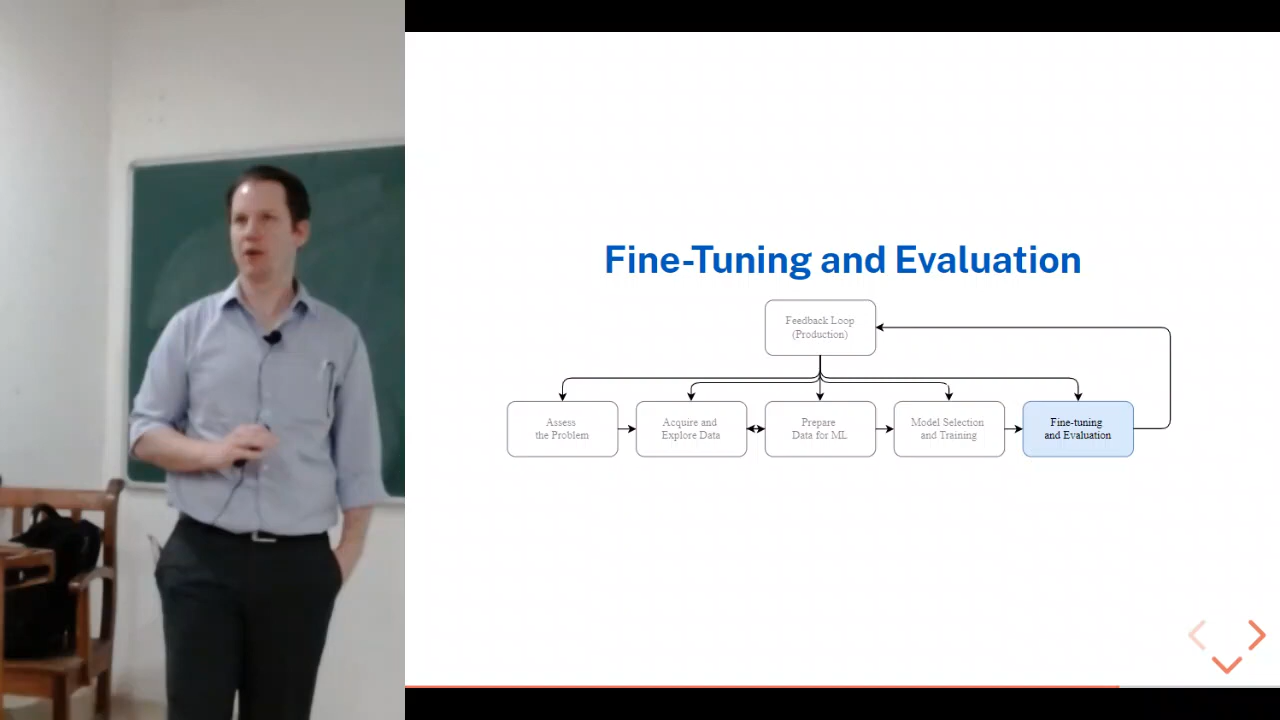 Fine-Tuning and Evaluation
Feedback Loop
(Production)
Assess
the Problem
Acquire and
Explore Data
Prepare
Data for ML
Model Selection
and Training
Fine-tuning
and Evaluation